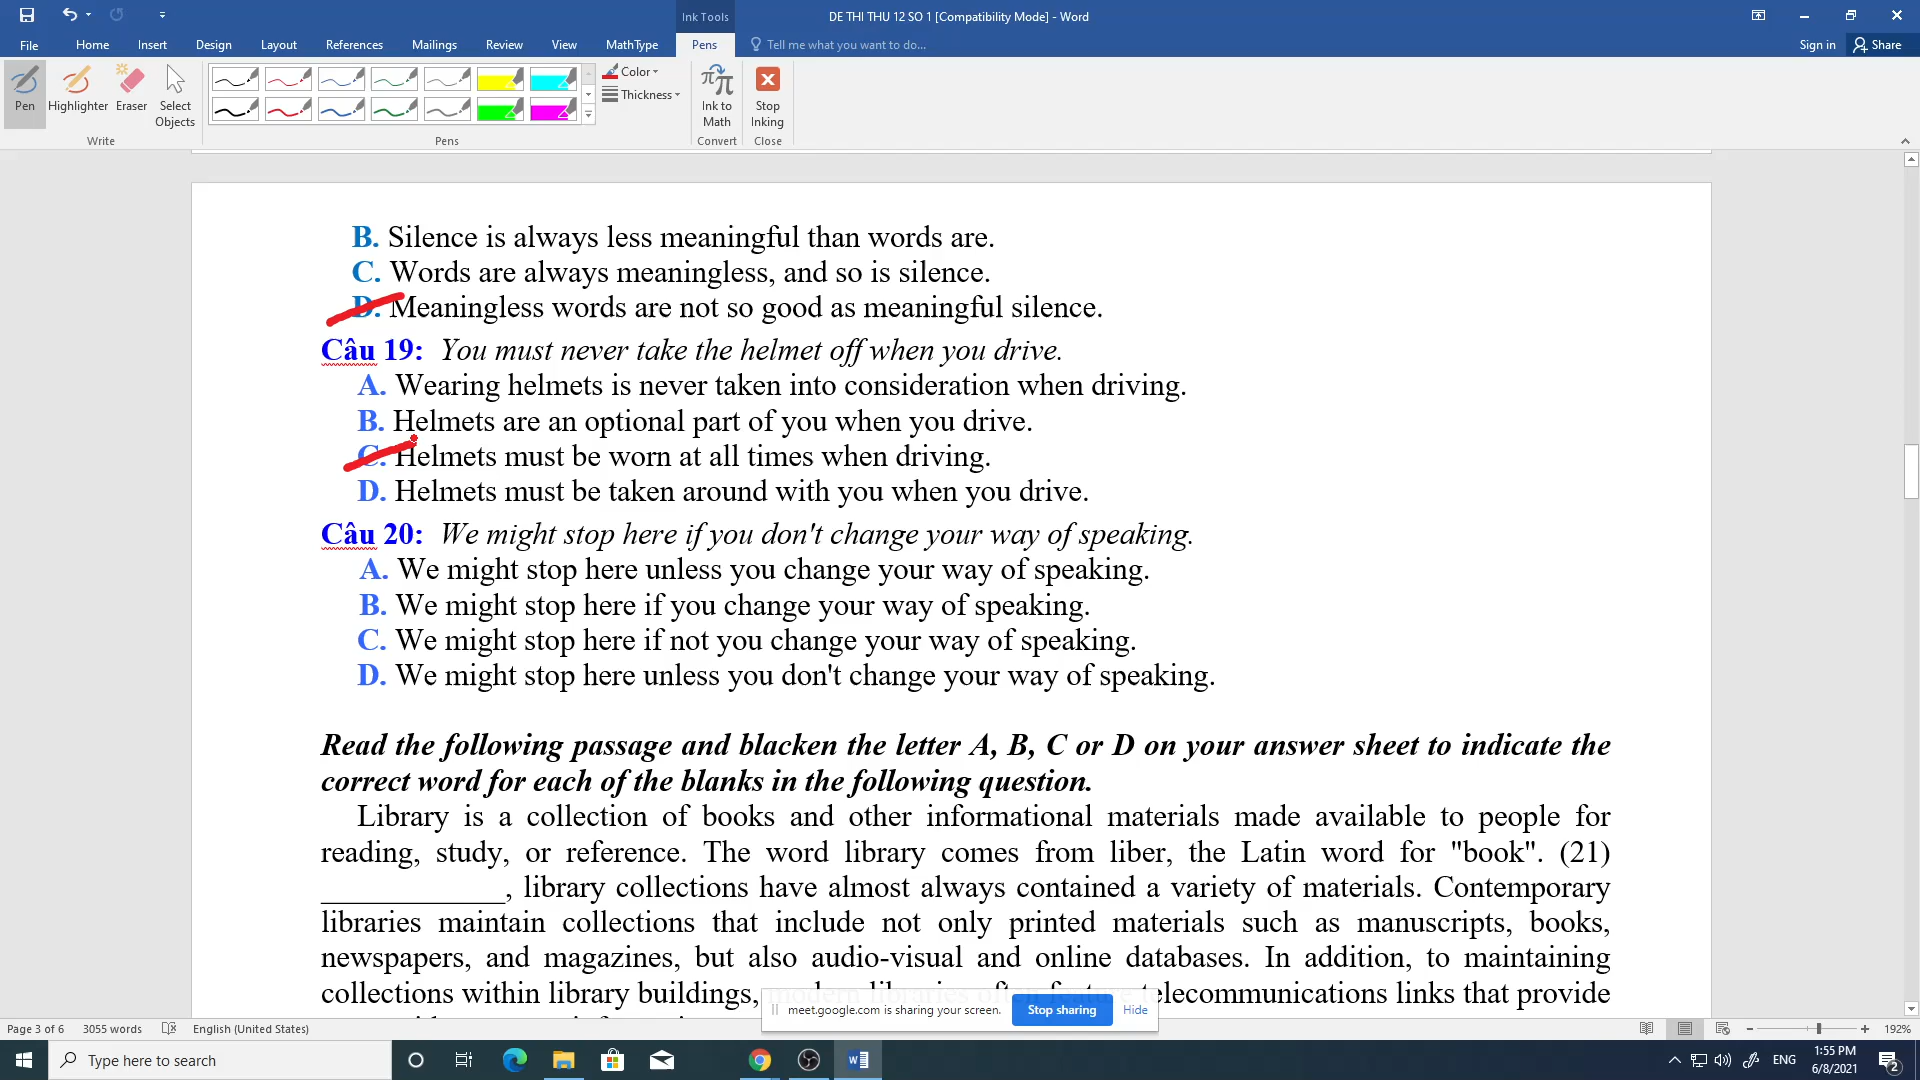 Ink Tools
DE THI THU 12 SO 1 [Compatibility Mode] - Word
File Home Insert Design Layout References Mailings Review View MathType Pens Tell me what you want to do... Sign in Share
Pen Highlighter Eraser Select Objects
Color
Thickness
Ink to Math
Stop Inking
Write Pens Convert Close
B. Silence is always less meaningful than words are.
C. Words are always meaningless, and so is silence.
D. Meaningless words are not so good as meaningful silence.
Câu 19: You must never take the helmet off when you drive.
A. Wearing helmets is never taken into consideration when driving.
B. Helmets are an optional part of you when you drive.
C. Helmets must be worn at all times when driving.
D. Helmets must be taken around with you when you drive.
Câu 20: We might stop here if you don't change your way of speaking.
A. We might stop here unless you change your way of speaking.
B. We might stop here if you change your way of speaking.
C. We might stop here if not you change your way of speaking.
D. We might stop here unless you don't change your way of speaking.
Read the following passage and blacken the letter A, B, C or D on your answer sheet to indicate the
correct word for each of the blanks in the following question.
Library is a collection of books and other informational materials made available to people for
reading, study, or reference. The word library comes from liber, the Latin word for "book". (21)
____________, library collections have almost always contained a variety of materials. Contemporary
libraries maintain collections that include not only printed materials such as manuscripts, books,
newspapers, and magazines, but also audio-visual and online databases. In addition, to maintaining
collections within library buildings, modern libraries often feature telecommunications links that provide
meet.google.com is sharing your screen. Stop sharing Hide
Page 3 of 6 3055 words English (United States) 192%
Type here to search
ENG
1:55 PM
6/8/2021
2